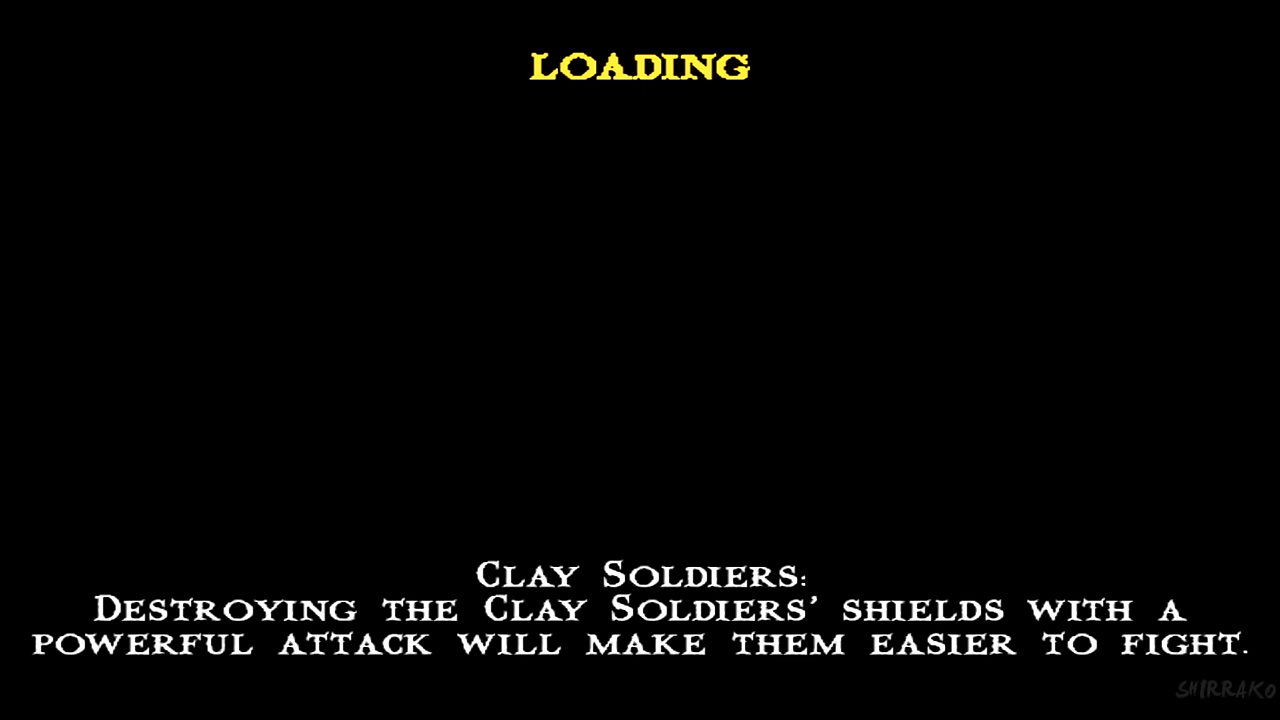 LOADING
CLAY SOLDIERS:
DESTROYING THE CLAY SOLDIERS' SHIELDS WITH A
POWERFUL ATTACK WILL MAKE THEM EASIER TO FIGHT.
SHIRRAKO